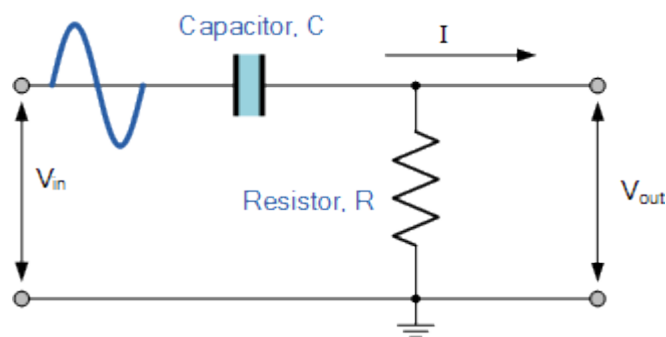 Capacitor, C
I
Vin
Resistor, R
Vout